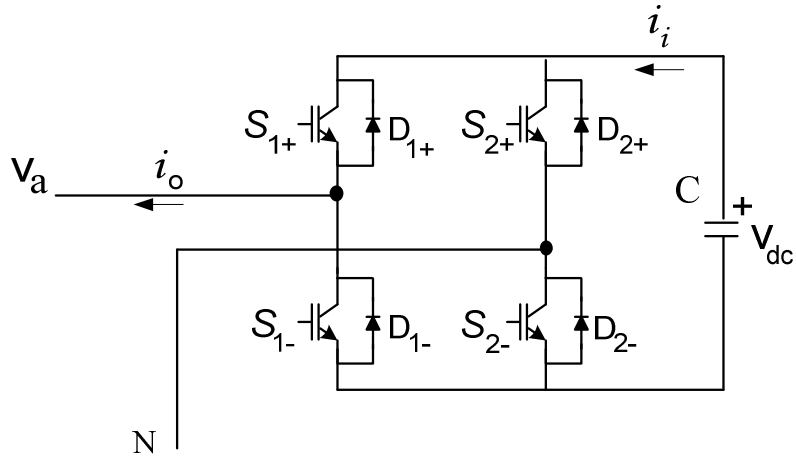 i_i
S_1+ D_1+ S_2+ D_2+
v_a i_o
C + v_dc
S_1- D_1- S_2- D_2-
N